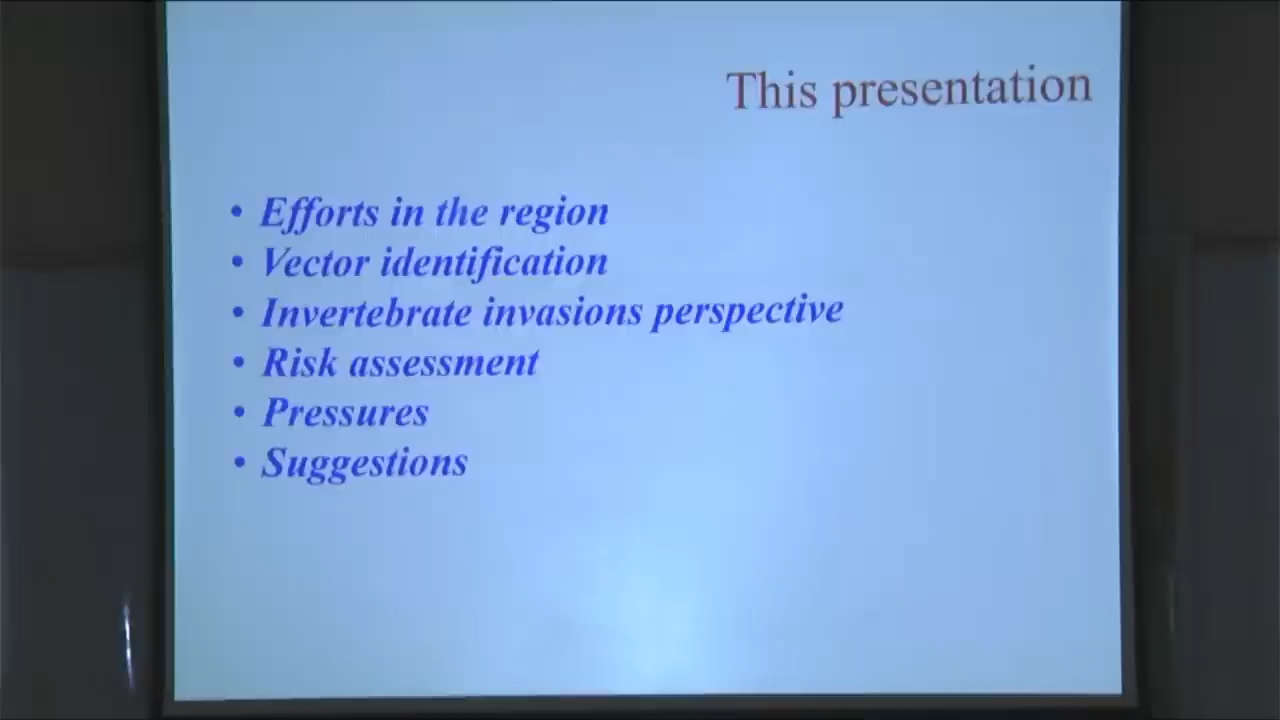 This presentation
• Efforts in the region
• Vector identification
• Invertebrate invasions perspective
• Risk assessment
• Pressures
• Suggestions